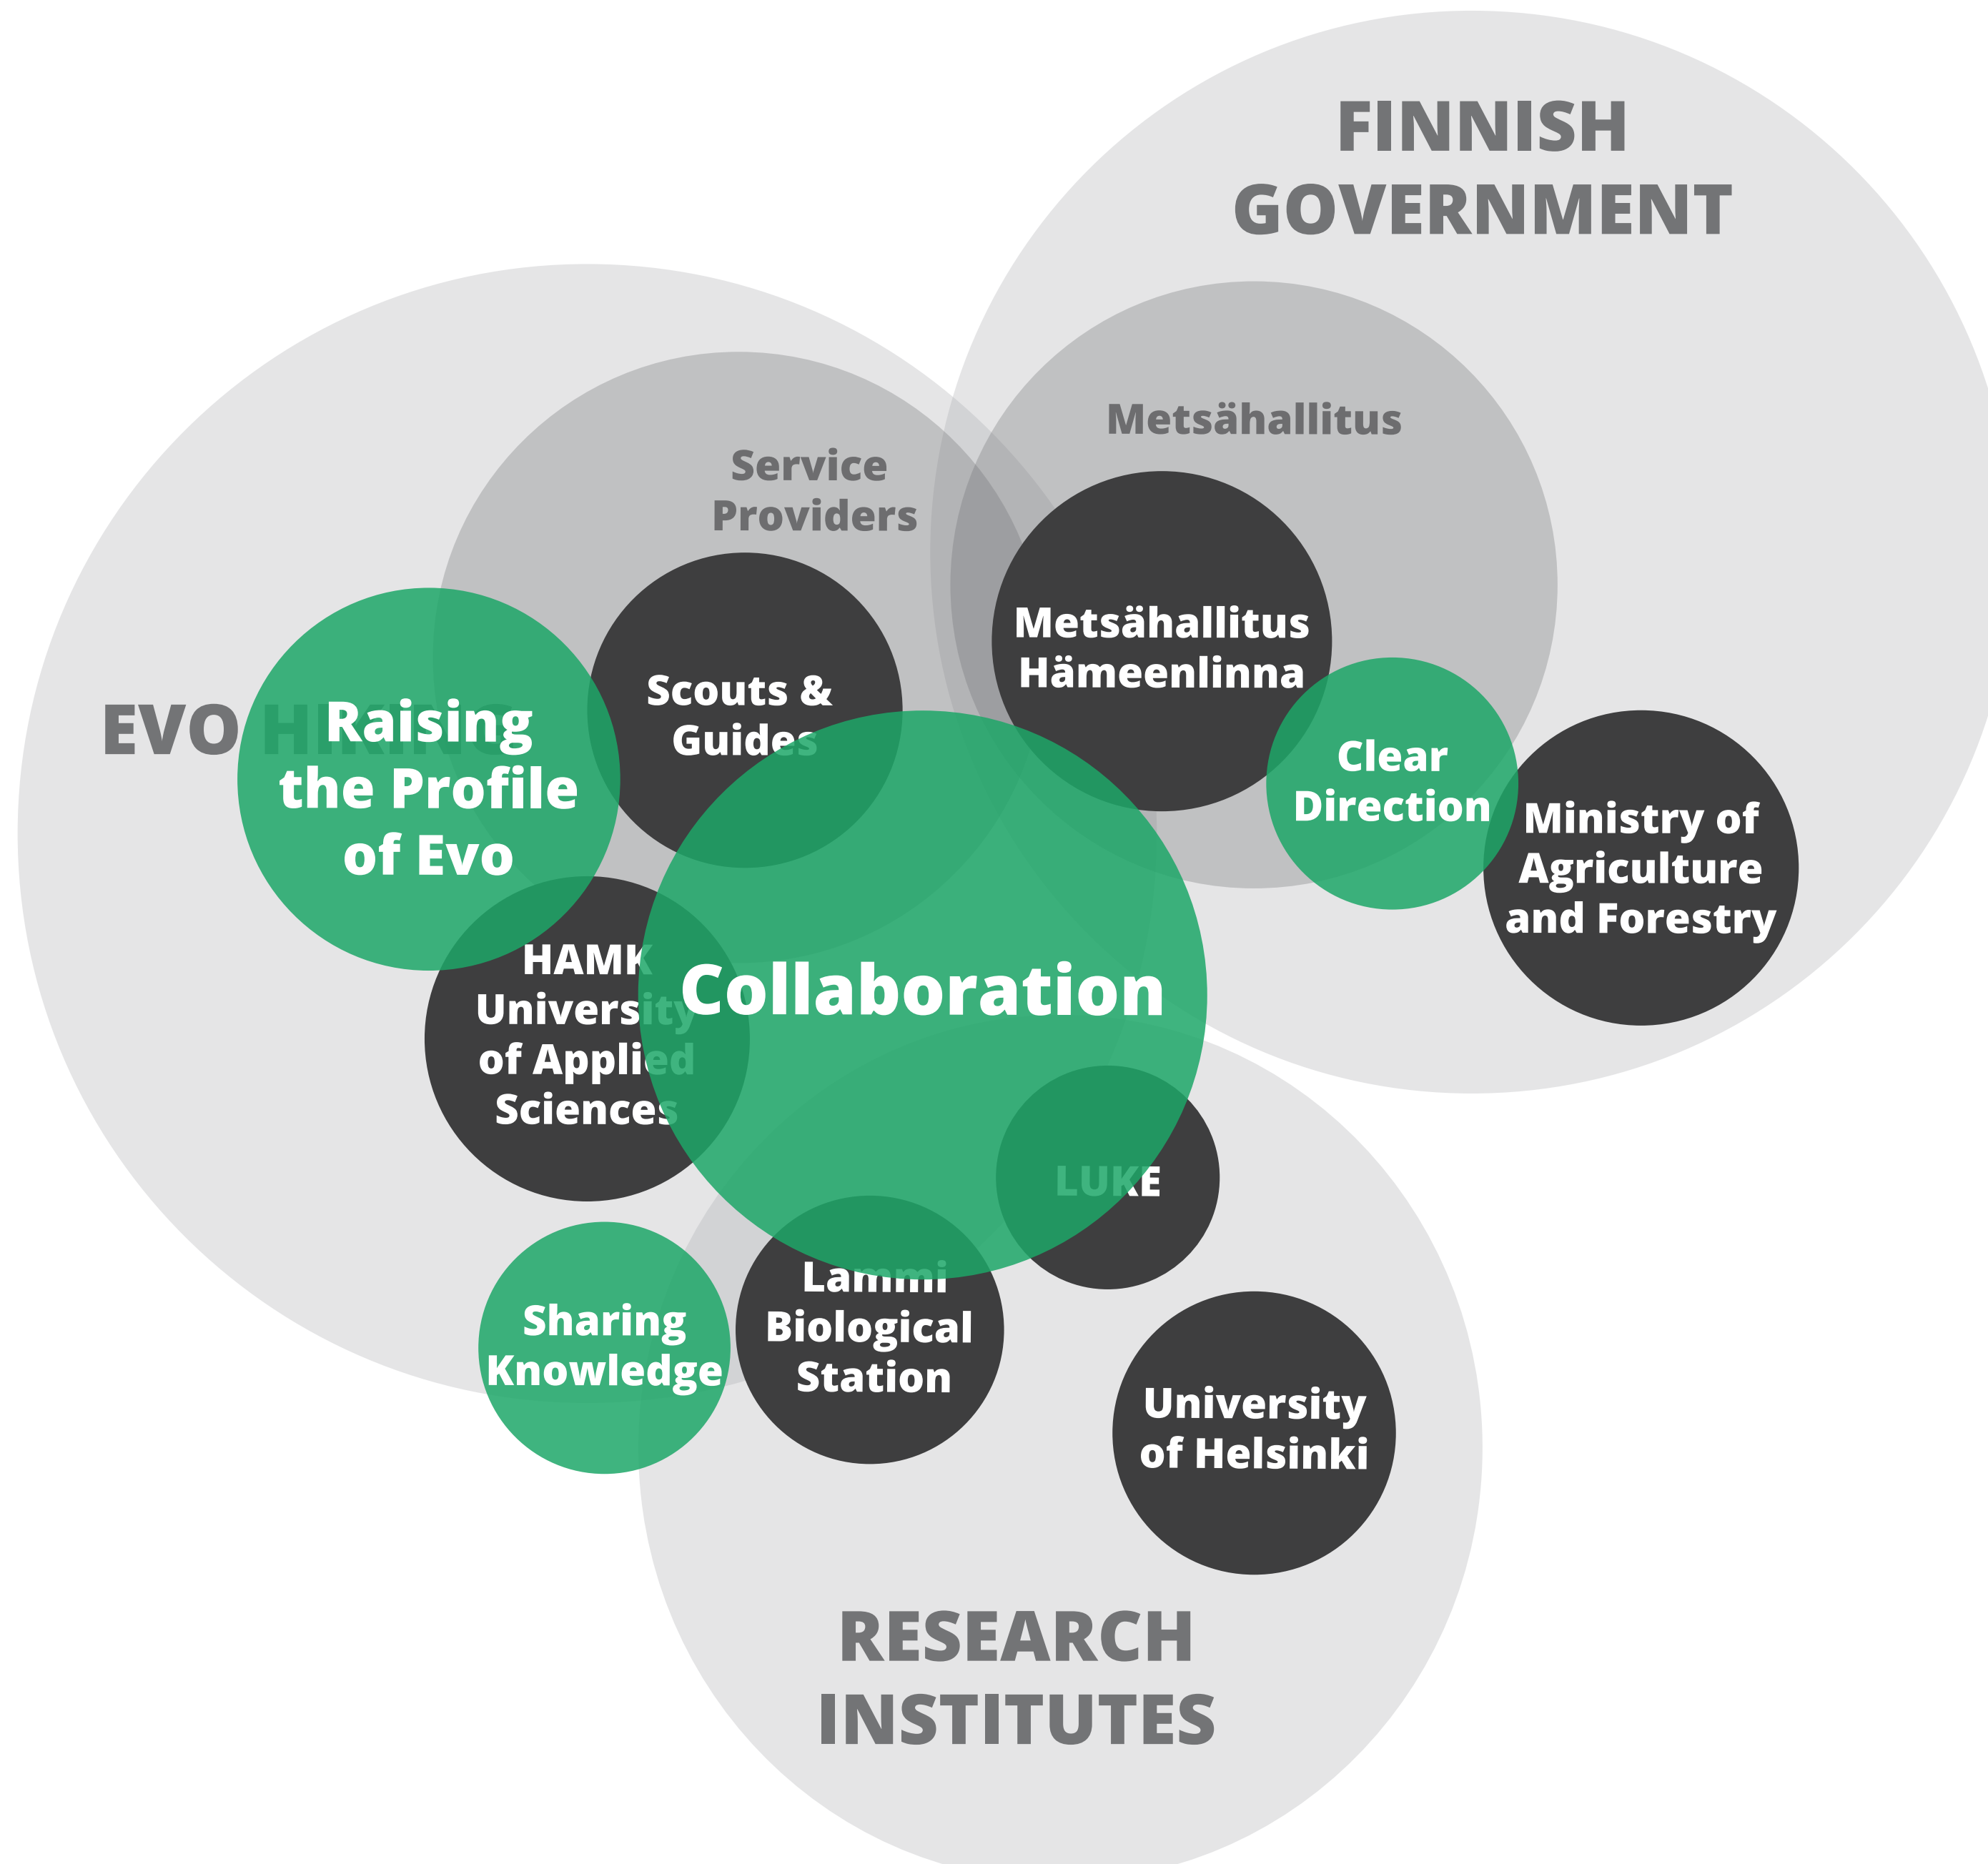 FINNISH
GOVERNMENT
Metsähallitus
Service
Providers
Metsähallitus
Hämeenlinna
Scouts &
Guides
EVO HIKING
Raising
the Profile
of Evo
Clear
Direction
Ministry of
Agriculture
and Forestry
HAMK
University
of Applied
Sciences
Collaboration
LUKE
Lammi
Biological
Station
Sharing
Knowledge
University
of Helsinki
RESEARCH
INSTITUTES